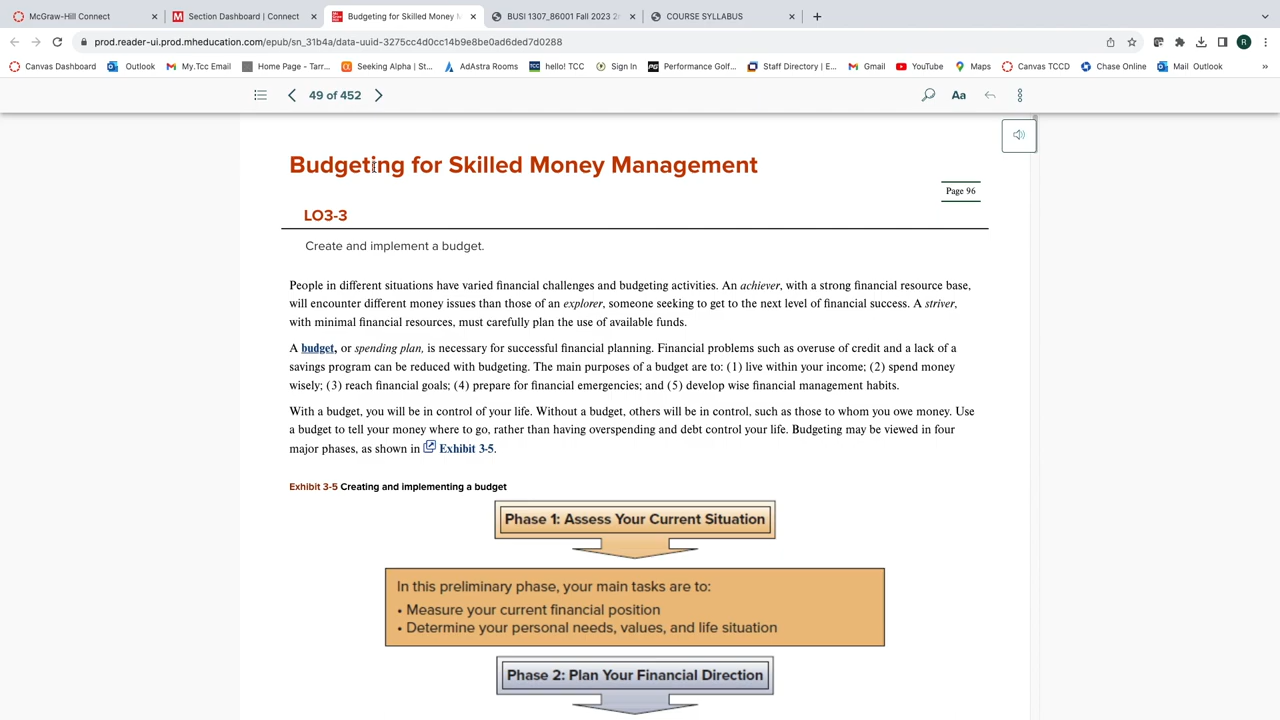 McGraw-Hill Connect
Section Dashboard | Connect
Budgeting for Skilled Money M
BUSI 1307_86001 Fall 2023 2
COURSE SYLLABUS
prod.reader-ui.prod.mheducation.com/epub/sn_31b4a/data-uuid-3275cc4d0cc14b9e8be0ad6ded7d0288
R
Canvas Dashboard
Outlook
My.Tcc Email
Home Page - Tarr...
Seeking Alpha | St...
AdAstra Rooms
hello! TCC
Sign In
Performance Golf...
Staff Directory | E...
Gmail
YouTube
Maps
Canvas TCCD
Chase Online
Mail Outlook
»
49 of 452
Aa
Budgeting for Skilled Money Management
Page 96
LO3-3
Create and implement a budget.
People in different situations have varied financial challenges and budgeting activities. An achiever, with a strong financial resource base,
will encounter different money issues than those of an explorer, someone seeking to get to the next level of financial success. A striver,
with minimal financial resources, must carefully plan the use of available funds.
A budget, or spending plan, is necessary for successful financial planning. Financial problems such as overuse of credit and a lack of a
savings program can be reduced with budgeting. The main purposes of a budget are to: (1) live within your income; (2) spend money
wisely; (3) reach financial goals; (4) prepare for financial emergencies; and (5) develop wise financial management habits.
With a budget, you will be in control of your life. Without a budget, others will be in control, such as those to whom you owe money. Use
a budget to tell your money where to go, rather than having overspending and debt control your life. Budgeting may be viewed in four
major phases, as shown in Exhibit 3-5.
Exhibit 3-5 Creating and implementing a budget
Phase 1: Assess Your Current Situation
In this preliminary phase, your main tasks are to:
• Measure your current financial position
• Determine your personal needs, values, and life situation
Phase 2: Plan Your Financial Direction